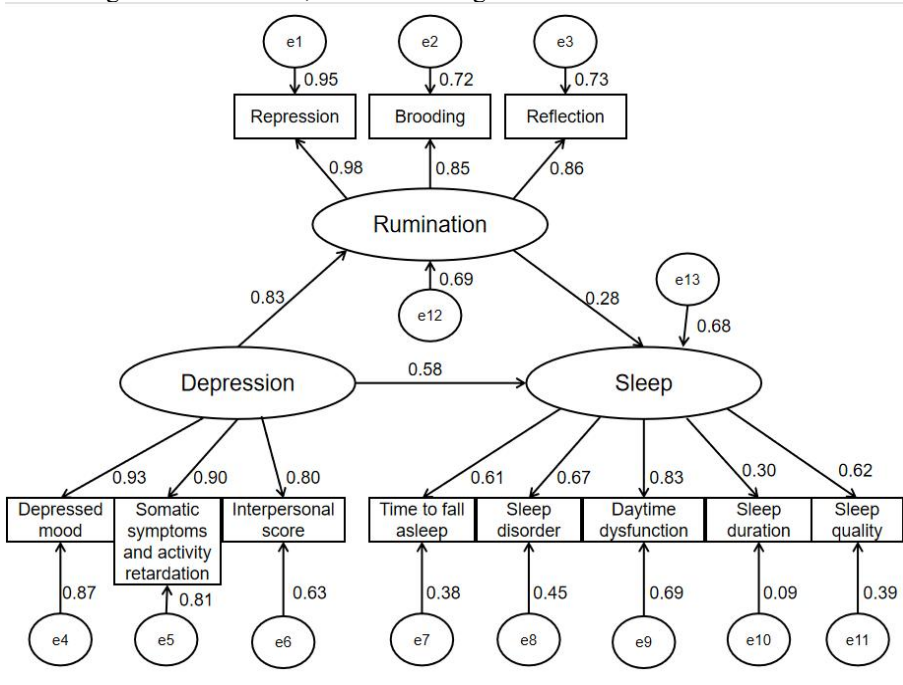 e1
e2
e3
0.95
0.72
0.73
Repression
Brooding
Reflection
0.98
0.85
0.86
Rumination
0.83
0.69
e12
0.28
e13
0.68
Depression
0.58
Sleep
0.93
0.90
0.80
0.61
0.67
0.83
0.30
0.62
Depressed
mood
Somatic
symptoms
and activity
retardation
Interpersonal
score
Time to fall
asleep
Sleep
disorder
Daytime
dysfunction
Sleep
duration
Sleep
quality
0.87
0.81
0.63
0.38
0.45
0.69
0.09
0.39
e4
e5
e6
e7
e8
e9
e10
e11